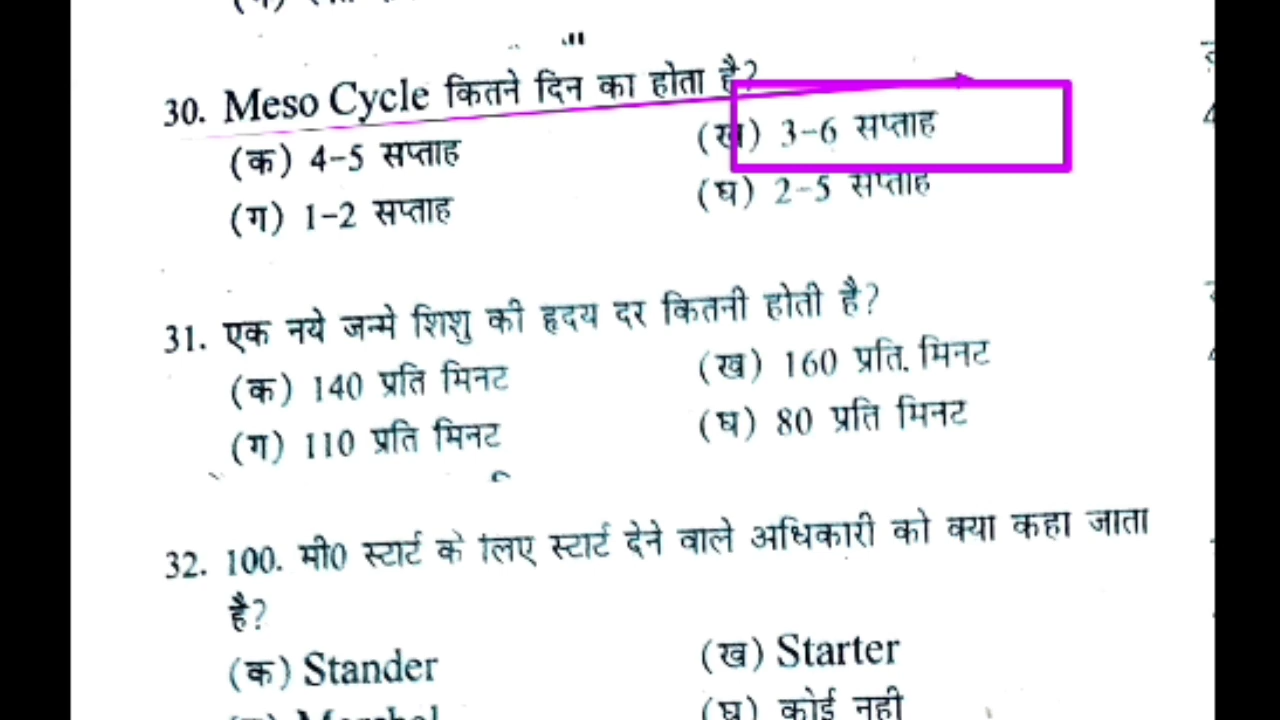 30. Meso Cycle कितने दिन का होता है?
(क) 4-5 सप्ताह (ख) 3-6 सप्ताह
(ग) 1-2 सप्ताह (घ) 2-5 सप्ताह
31. एक नये जन्मे शिशु की हृदय दर कितनी होती है?
(क) 140 प्रति मिनट (ख) 160 प्रति. मिनट
(ग) 110 प्रति मिनट (घ) 80 प्रति मिनट
32. 100. मी0 स्टार्ट के लिए स्टार्ट देने वाले अधिकारी को क्या कहा जाता
है?
(क) Stander (ख) Starter
(घ) कोई नही